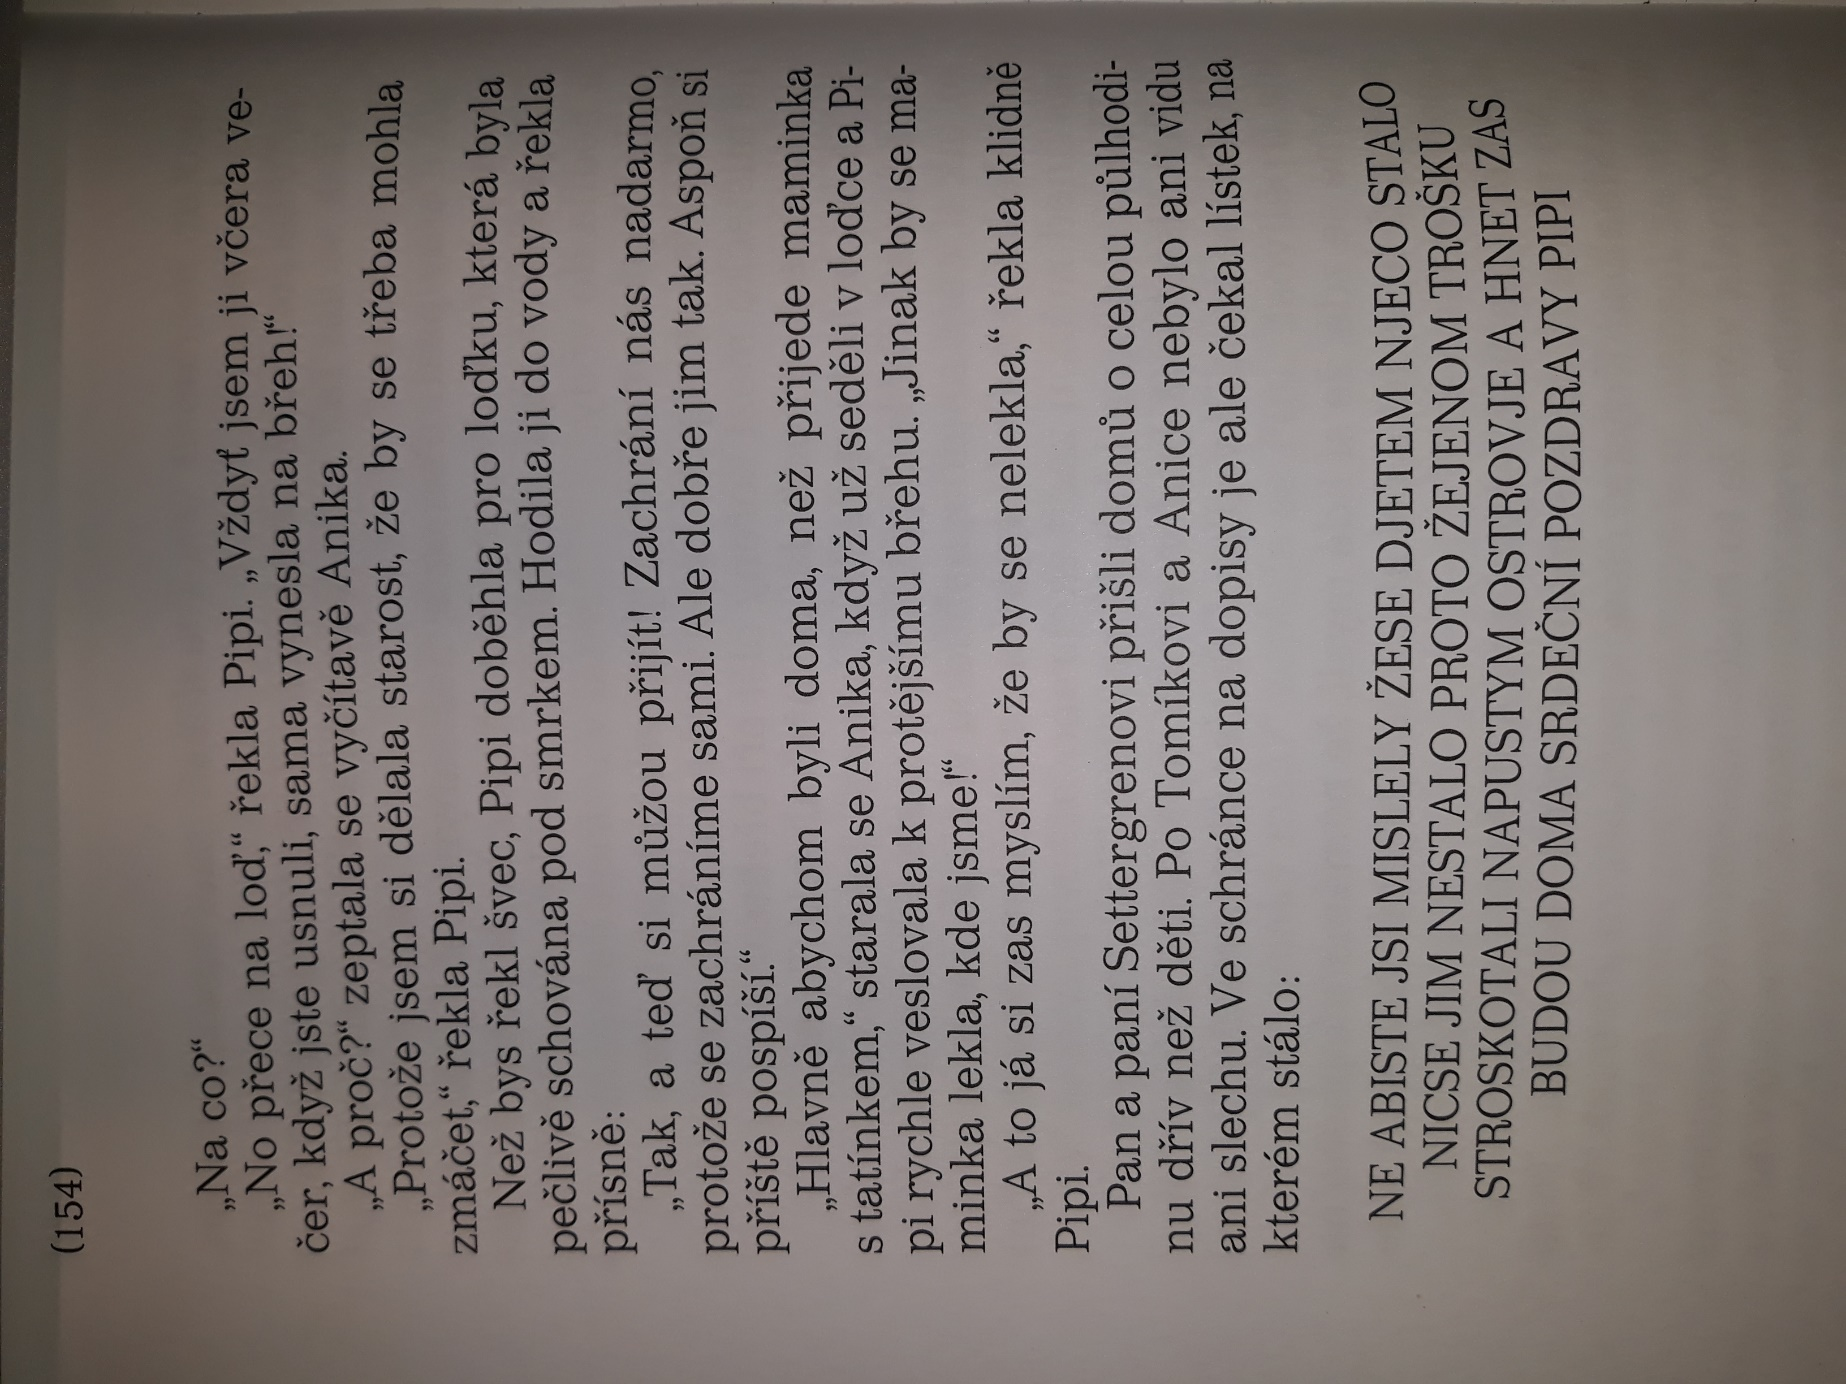 (154)
„Na co?“
„No přece na loď,“ řekla Pipi. „Vždyť jsem ji včera ve-
čer, když jste usnuli, sama vynesla na břeh!“
„A proč?“ zeptala se vyčítavě Anika.
„Protože jsem si dělala starost, že by se třeba mohla
zmáčet,“ řekla Pipi.
Než bys řekl švec, Pipi doběhla pro loďku, která byla
pečlivě schována pod smrkem. Hodila ji do vody a řekla
přísně:
„Tak, a teď si můžou přijít! Zachrání nás nadarmo,
protože se zachráníme sami. Ale dobře jim tak. Aspoň si
příště pospíší.“
„Hlavně abychom byli doma, než přijede maminka
s tatínkem,“ starala se Anika, když už seděli v loďce a Pi-
pi rychle veslovala k protějšímu břehu. „Jinak by se ma-
minka lekla, kde jsme!“
„A to já si zas myslím, že by se nelekla,“ řekla klidně
Pipi.
Pan a paní Settergrenovi přišli domů o celou půlhodi-
nu dřív než děti. Po Tomíkovi a Anice nebylo ani vidu
ani slechu. Ve schránce na dopisy je ale čekal lístek, na
kterém stálo:
NE ABISTE JSI MISLELY ŽESE DJETEM NJECO STALO
NICSE JIM NESTALO PROTO ŽEJENOM TROŠKU
STROSKOTALI NAPUSTYM OSTROVJE A HNET ZAS
BUDOU DOMA SRDEČNÍ POZDRAVY PIPI